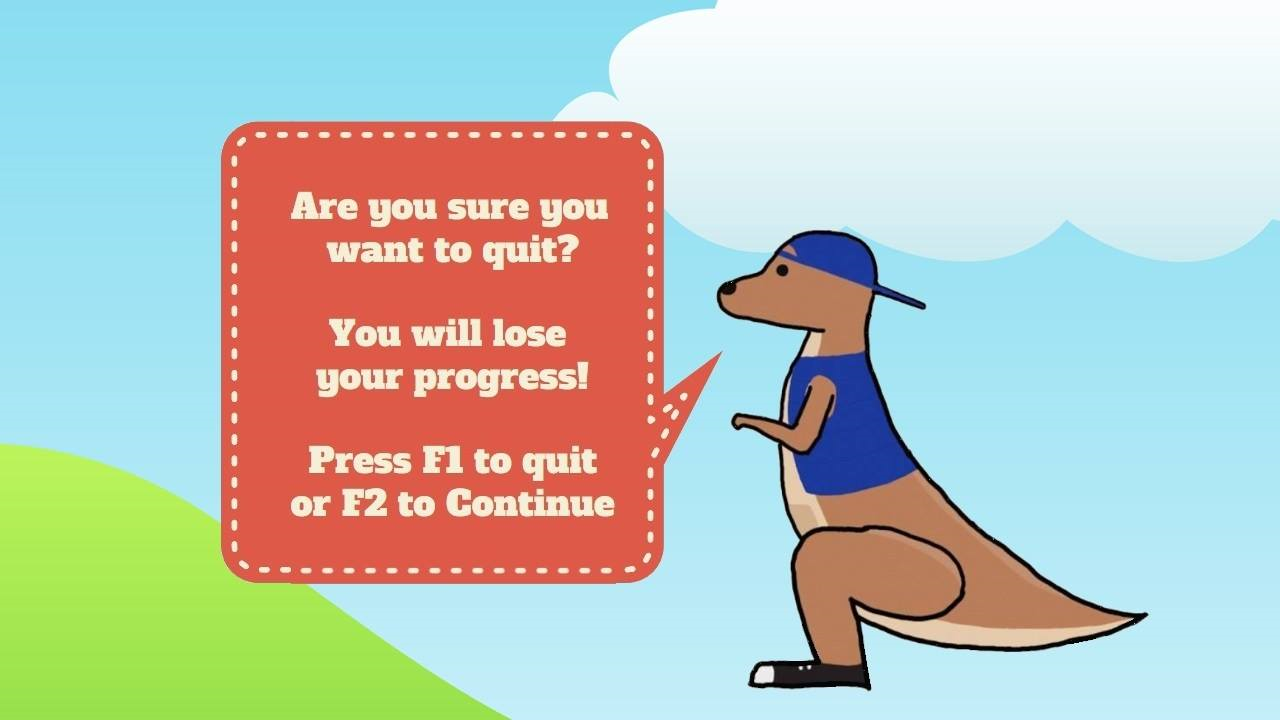 Are you sure you
want to quit?
You will lose
your progress!
Press F1 to quit
or F2 to Continue